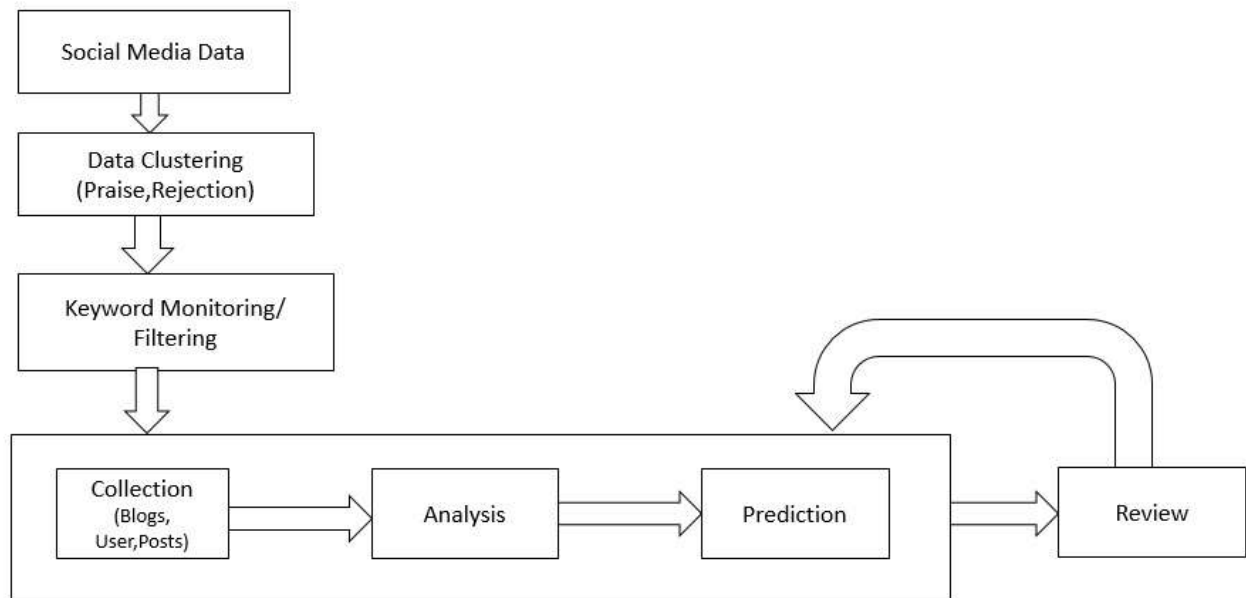 Social Media Data
Data Clustering
(Praise,Rejection)
Keyword Monitoring/
Filtering
Collection
(Blogs,
User,Posts)
Analysis
Prediction
Review